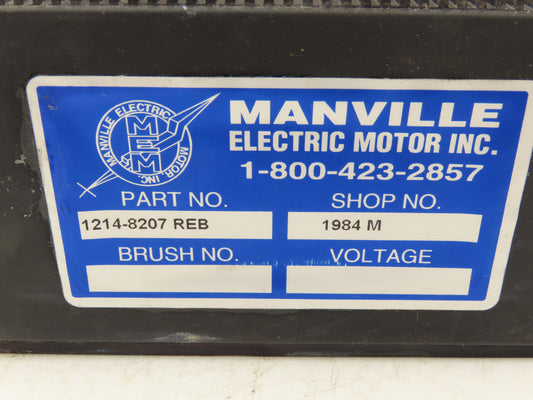 MANVILLE ELECTRIC
MOTOR INC.
MEM
MANVILLE
ELECTRIC MOTOR INC.
1-800-423-2857
PART NO. SHOP NO.
1214-8207 REB 1984 M
BRUSH NO. VOLTAGE